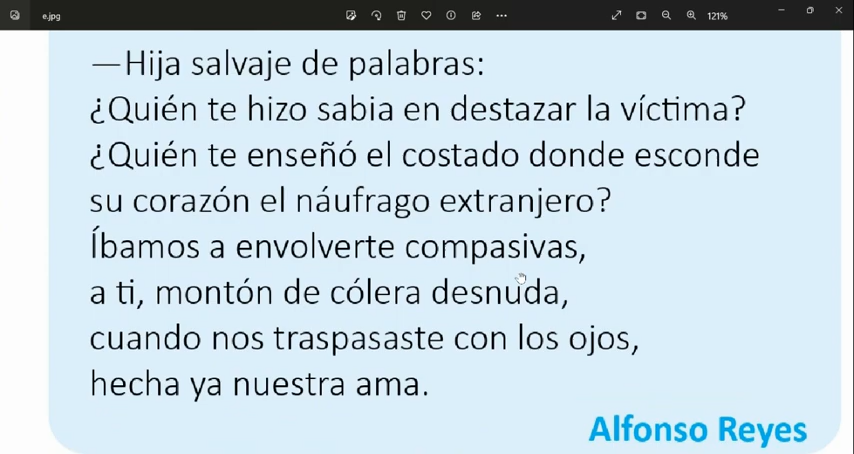 e.jpg
121%
—Hija salvaje de palabras:
¿Quién te hizo sabia en destazar la víctima?
¿Quién te enseñó el costado donde esconde
su corazón el náufrago extranjero?
Íbamos a envolverte compasivas,
a ti, montón de cólera desnuda,
cuando nos traspasaste con los ojos,
hecha ya nuestra ama.
Alfonso Reyes